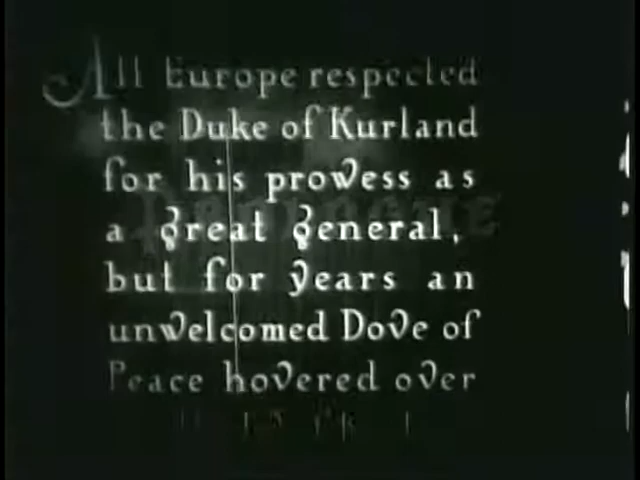 All Europe respected
the Duke of Kurland
for his prowess as
a great general,
but for years an
unwelcomed Dove of
Peace hovered over